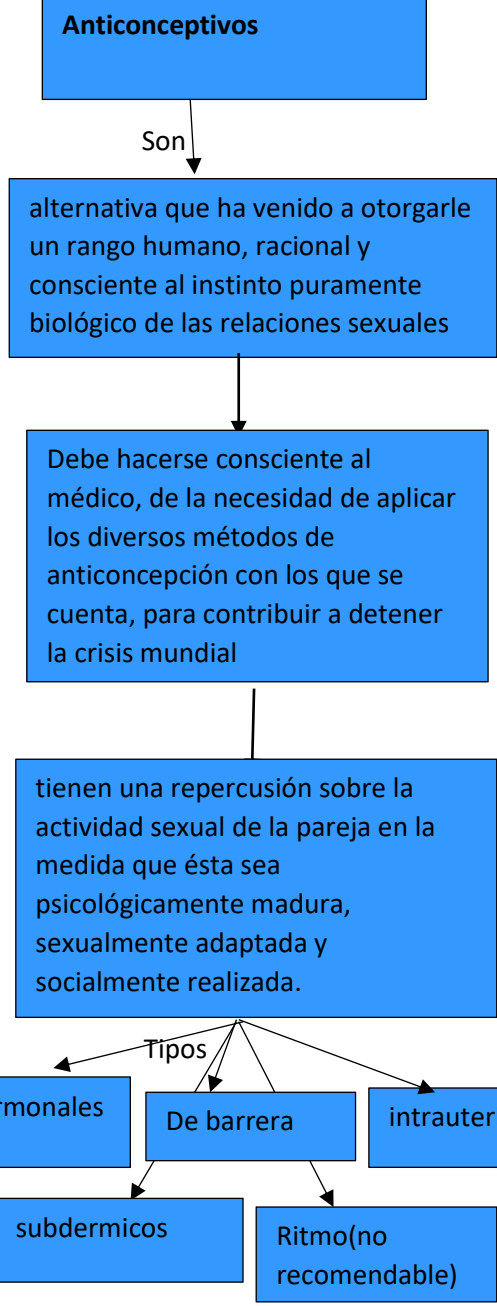 Anticonceptivos
Son
alternativa que ha venido a otorgarle
un rango humano, racional y
consciente al instinto puramente
biológico de las relaciones sexuales
Debe hacerse consciente al
médico, de la necesidad de aplicar
los diversos métodos de
anticoncepción con los que se
cuenta, para contribuir a detener
la crisis mundial
tienen una repercusión sobre la
actividad sexual de la pareja en la
medida que ésta sea
psicológicamente madura,
sexualmente adaptada y
socialmente realizada.
Tipos
rmonales
De barrera
intrauter
subdermicos
Ritmo(no
recomendable)